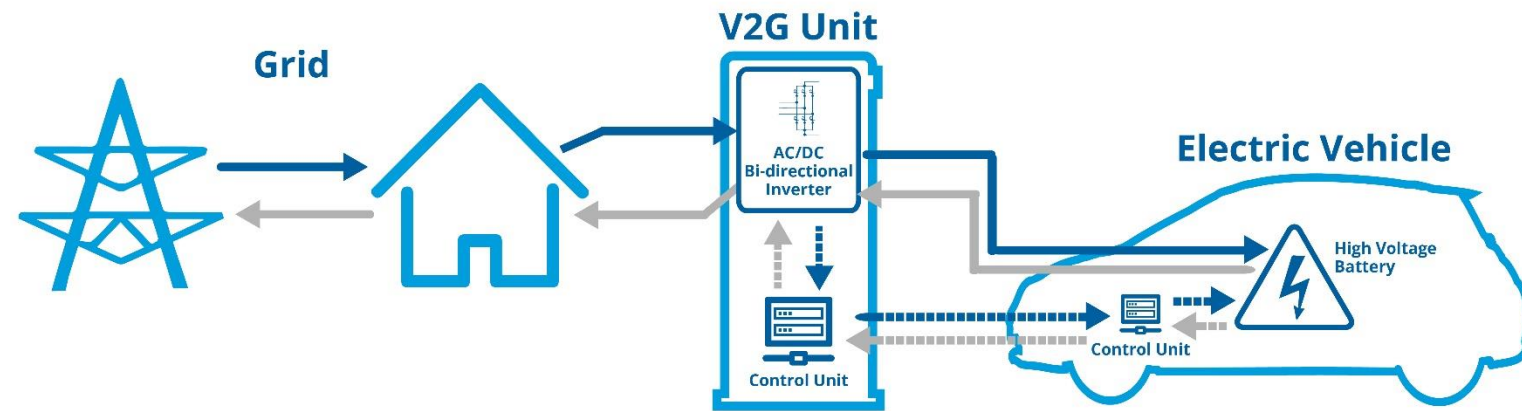 Grid
V2G Unit
AC/DC
Bi-directional
Inverter
Control Unit
Electric Vehicle
High Voltage
Battery
Control Unit